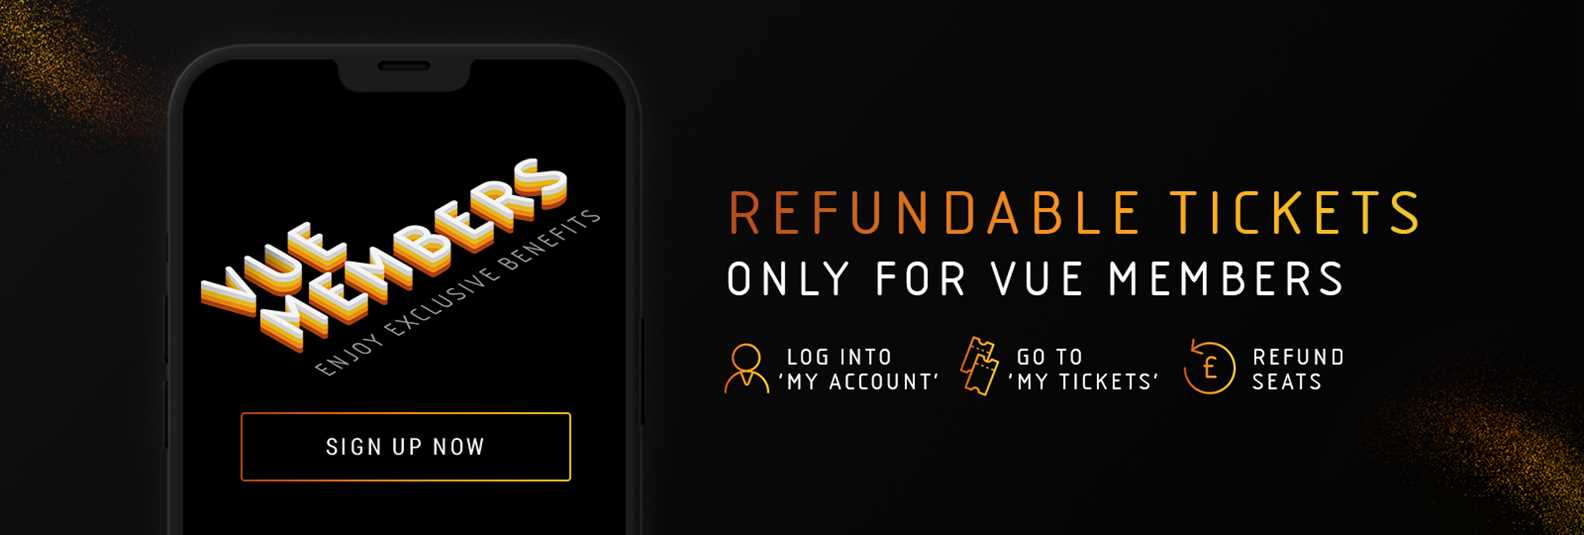 VUE
MEMBERS
ENJOY EXCLUSIVE BENEFITS
SIGN UP NOW
REFUNDABLE TICKETS
ONLY FOR VUE MEMBERS
LOG INTO
'MY ACCOUNT'
GO TO
'MY TICKETS'
£
REFUND
SEATS